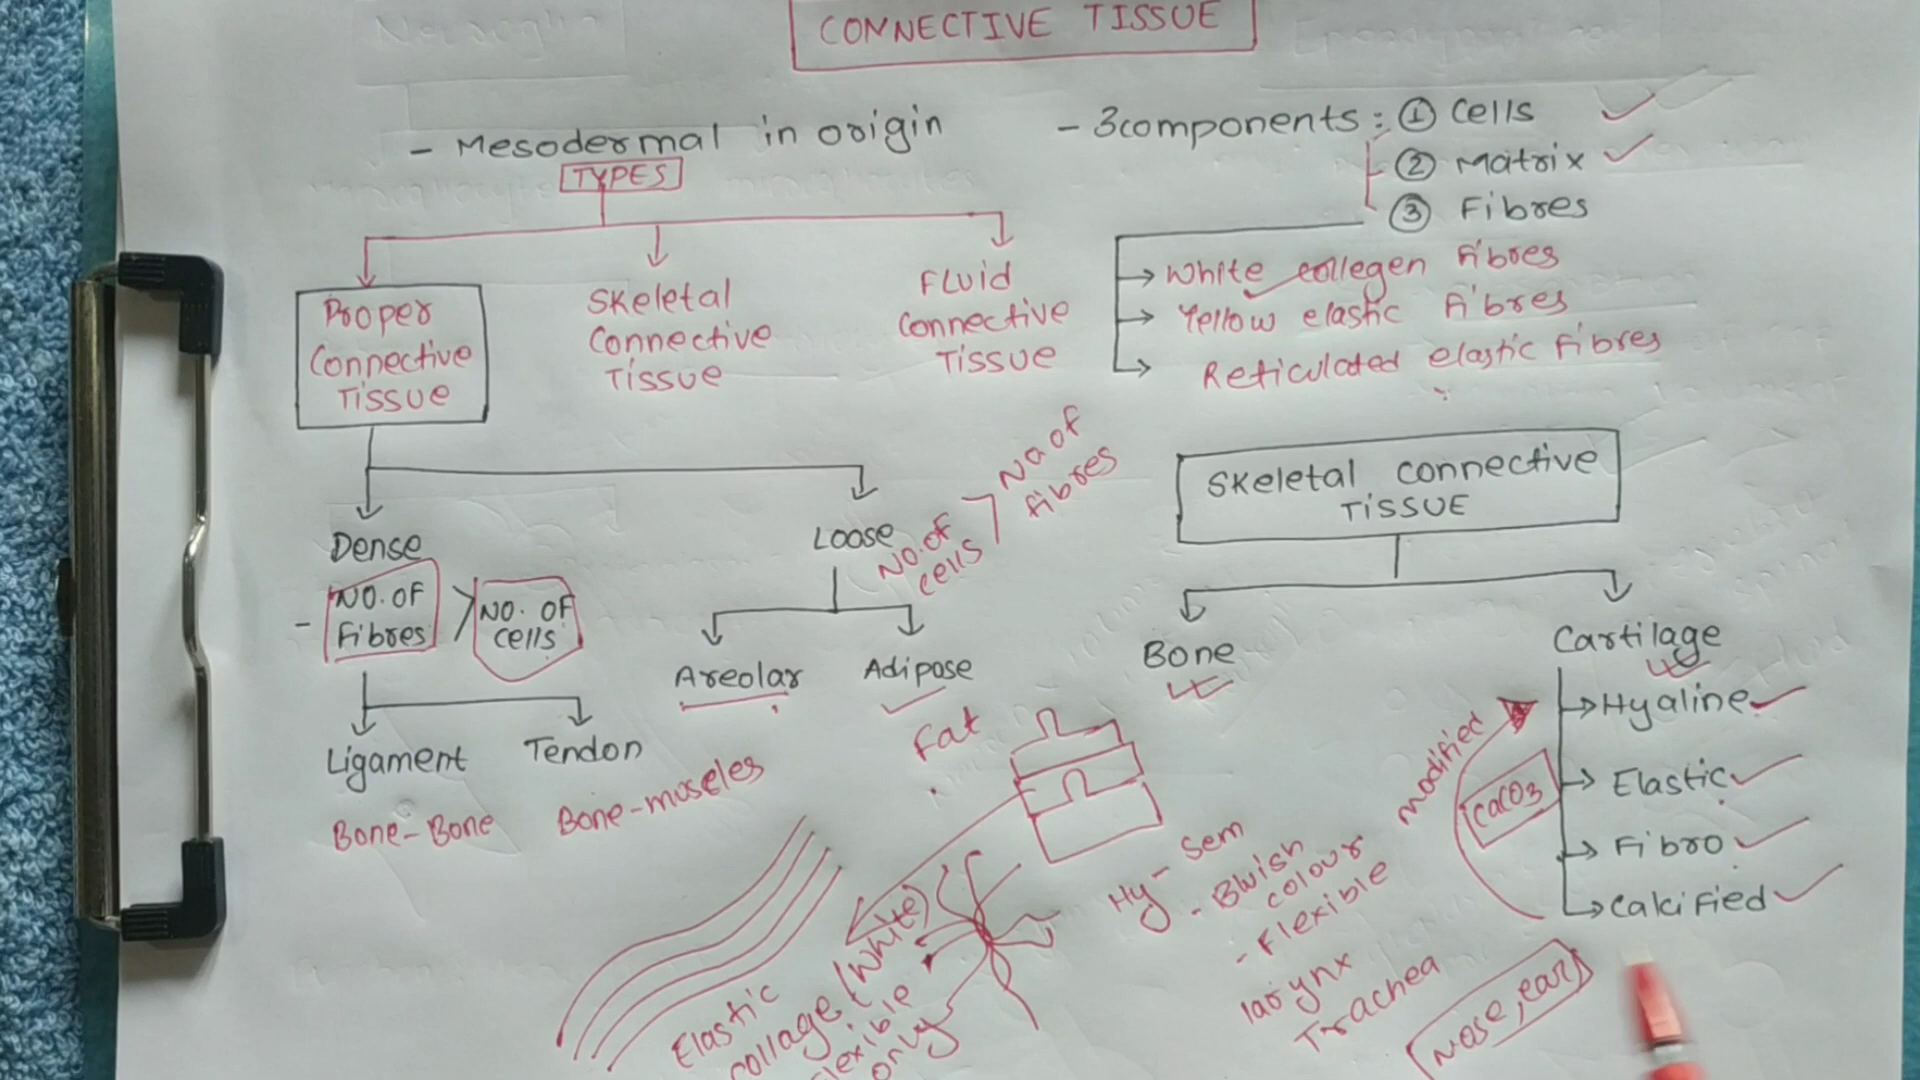 CONNECTIVE TISSUE
- Mesodermal in origin
- 3components : ① Cells
② Matrix
③ Fibres
TYPES
Proper
Connective
Tissue
Skeletal
Connective
Tissue
Fluid
Connective
Tissue
White collegen Fibres
Yellow elastic Fibres
Reticulated elastic Fibres
Dense
- NO. OF
Fibres > NO. OF
cells
Ligament
Bone-Bone
Tendon
Bone-muscles
Loose
NO. OF
cells > No of
fibres
Areolar
Adipose
Fat
Skeletal connective
Tissue
Bone
Cartilage
Hyaline
Elastic
Fibro
Calcified
modified
CaCO3
Hy - Sem
- Bluish
colour
- Flexible
larynx
Trachea
Nose, ears
Elastic
collage (white)
flexible
only